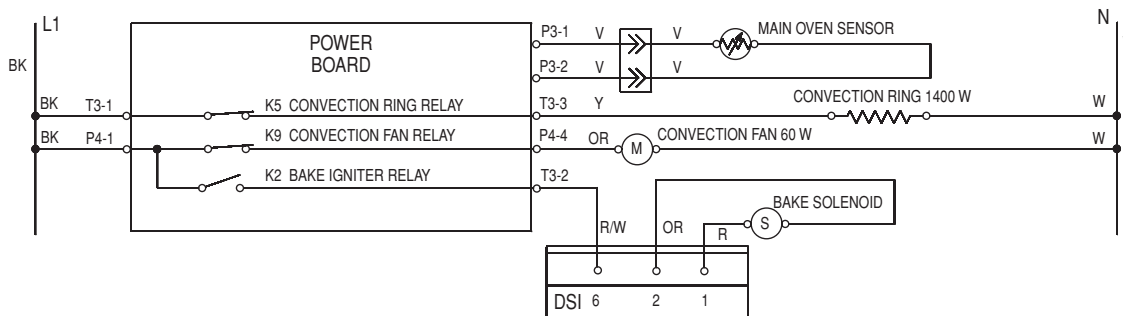 L1
N
BK
POWER
BOARD
P3-1 V V MAIN OVEN SENSOR
P3-2 V V
BK T3-1 K5 CONVECTION RING RELAY T3-3 Y CONVECTION RING 1400 W W
BK P4-1 K9 CONVECTION FAN RELAY P4-4 OR M CONVECTION FAN 60 W W
K2 BAKE IGNITER RELAY T3-2
R/W OR R S BAKE SOLENOID
DSI 6 2 1